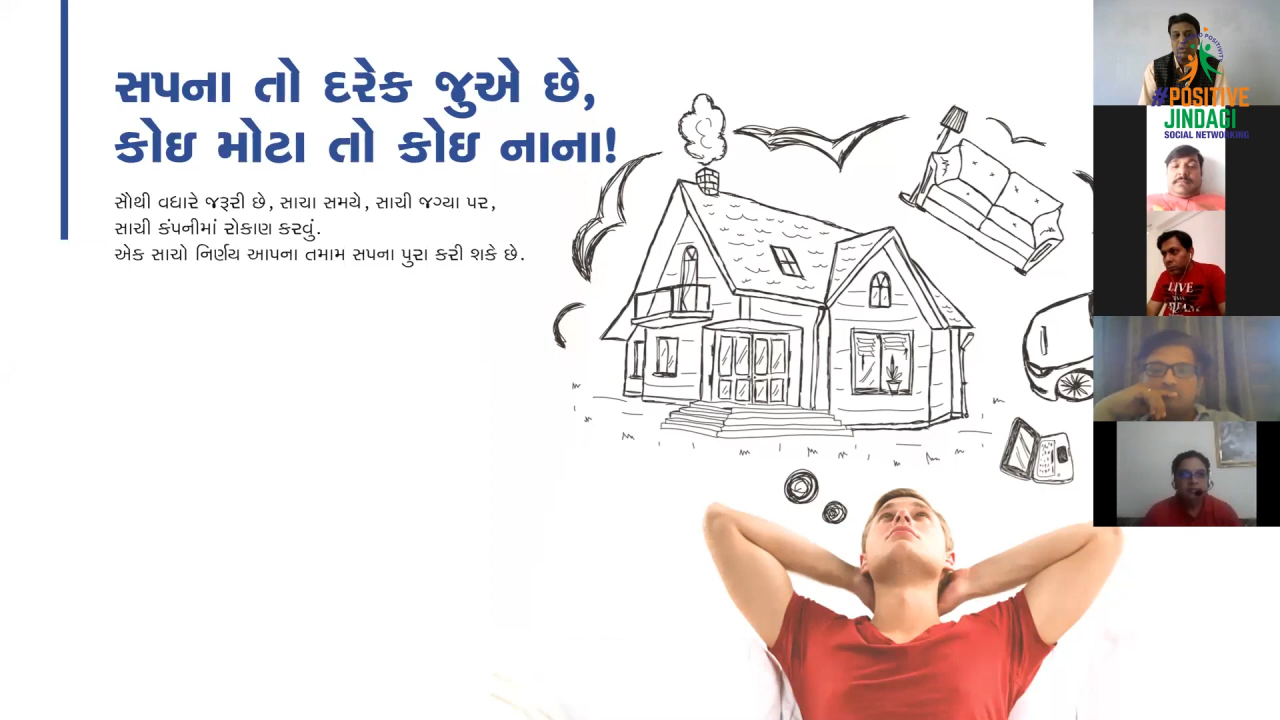 સપના તો દરેક જુએ છે,
કોઇ મોટા તો કોઇ નાના!
સૌથી વધારે જરૂરી છે, સાચા સમયે, સાચી જગ્યા પર,
સાચી કંપનીમાં રોકાણ કરવું.
એક સાચો નિર્ણય આપના તમામ સપના પુરા કરી શકે છે.
#POSITIVE
JINDAGI
SOCIAL NETWORKING
LIVE